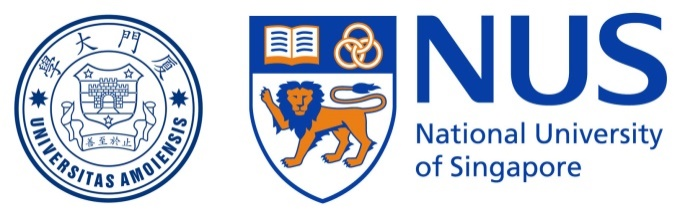 學大門廈
善至於止
UNIVERSITAS AMOIENSIS
NUS
National University
of Singapore